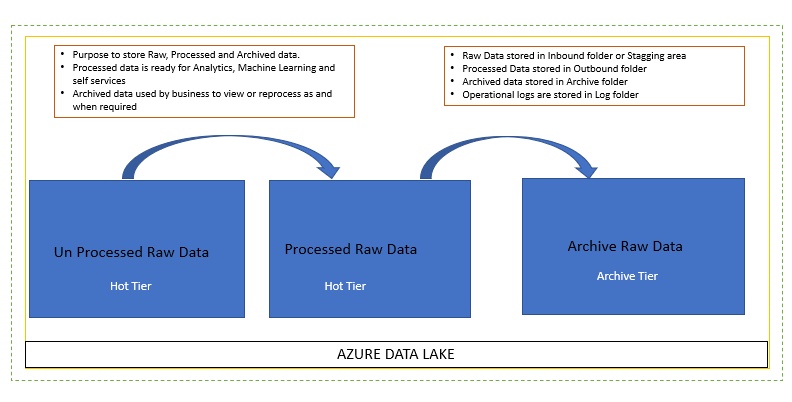 • Purpose to store Raw, Processed and Archived data.
• Processed data is ready for Analytics, Machine Learning and
self services
• Archived data used by business to view or reprocess as and
when required
• Raw Data stored in Inbound folder or Stagging area
• Processed Data stored in Outbound folder
• Archived data stored in Archive folder
• Operational logs are stored in Log folder
Un Processed Raw Data
Hot Tier
Processed Raw Data
Hot Tier
Archive Raw Data
Archive Tier
AZURE DATA LAKE